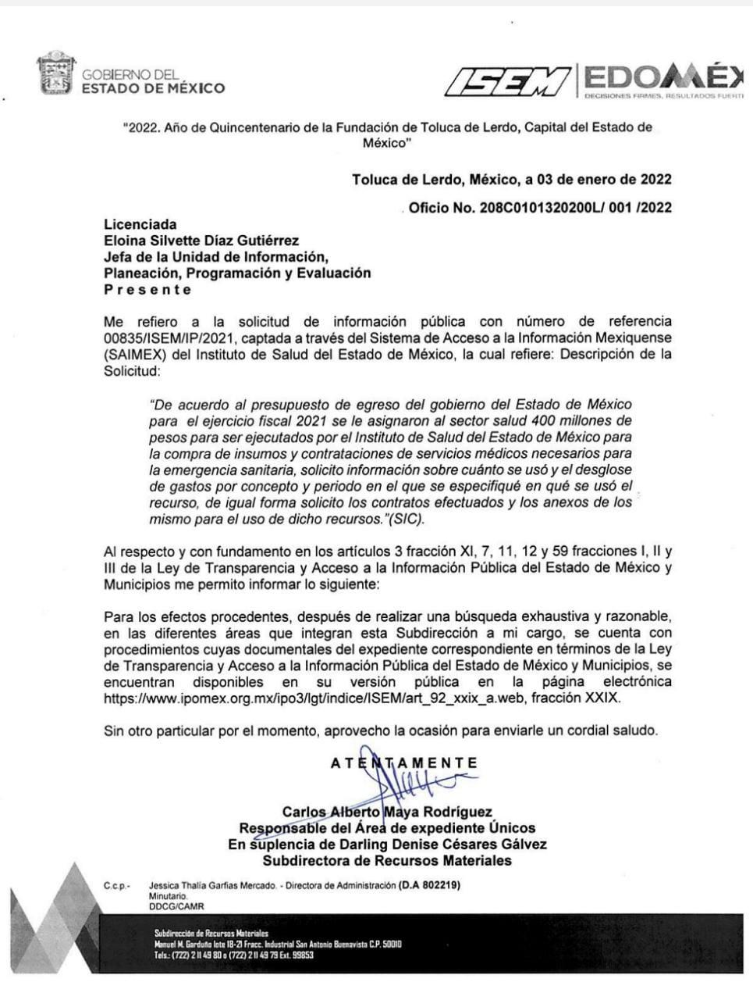 GOBIERNO DEL
ESTADO DE MÉXICO
ISEM
EDOMÉX
DECISIONES FIRMES, RESULTADOS FUERT
"2022. Año de Quincentenario de la Fundación de Toluca de Lerdo, Capital del Estado de
México"
Toluca de Lerdo, México, a 03 de enero de 2022
Oficio No. 208C0101320200L/ 001 /2022
Licenciada
Eloina Silvette Díaz Gutiérrez
Jefa de la Unidad de Información,
Planeación, Programación y Evaluación
P r e s e n t e
Me refiero a la solicitud de información pública con número de referencia
00835/ISEM/IP/2021, captada a través del Sistema de Acceso a la Información Mexiquense
(SAIMEX) del Instituto de Salud del Estado de México, la cual refiere: Descripción de la
Solicitud:
"De acuerdo al presupuesto de egreso del gobierno del Estado de México
para el ejercicio fiscal 2021 se le asignaron al sector salud 400 millones de
pesos para ser ejecutados por el Instituto de Salud del Estado de México para
la compra de insumos y contrataciones de servicios médicos necesarios para
la emergencia sanitaria, solicito información sobre cuánto se usó y el desglose
de gastos por concepto y periodo en el que se especifiqué en qué se usó el
recurso, de igual forma solicito los contratos efectuados y los anexos de los
mismo para el uso de dicho recursos."(SIC).
Al respecto y con fundamento en los artículos 3 fracción XI, 7, 11, 12 y 59 fracciones I, II y
III de la Ley de Transparencia y Acceso a la Información Pública del Estado de México y
Municipios me permito informar lo siguiente:
Para los efectos procedentes, después de realizar una búsqueda exhaustiva y razonable,
en las diferentes áreas que integran esta Subdirección a mi cargo, se cuenta con
procedimientos cuyas documentales del expediente correspondiente en términos de la Ley
de Transparencia y Acceso a la Información Pública del Estado de México y Municipios, se
encuentran disponibles en su versión pública en la página electrónica
https://www.ipomex.org.mx/ipo3/lgt/indice/ISEM/art_92_xxix_a.web, fracción XXIX.
Sin otro particular por el momento, aprovecho la ocasión para enviarle un cordial saludo.
A T E N T A M E N T E
Carlos Alberto Maya Rodríguez
Responsable del Área de expediente Únicos
En suplencia de Darling Denise Césares Gálvez
Subdirectora de Recursos Materiales
C.c.p.- Jessica Thalía Garfias Mercado. - Directora de Administración (D.A 802219)
Minutario.
DDCG/CAMR
Subdirección de Recursos Materiales
Manuel M. Garduño lote 18-21 Fracc. Industrial San Antonio Buenavista C.P. 50010
Tels.: (722) 2 11 49 80 o (722) 2 11 49 79 Ext. 99853